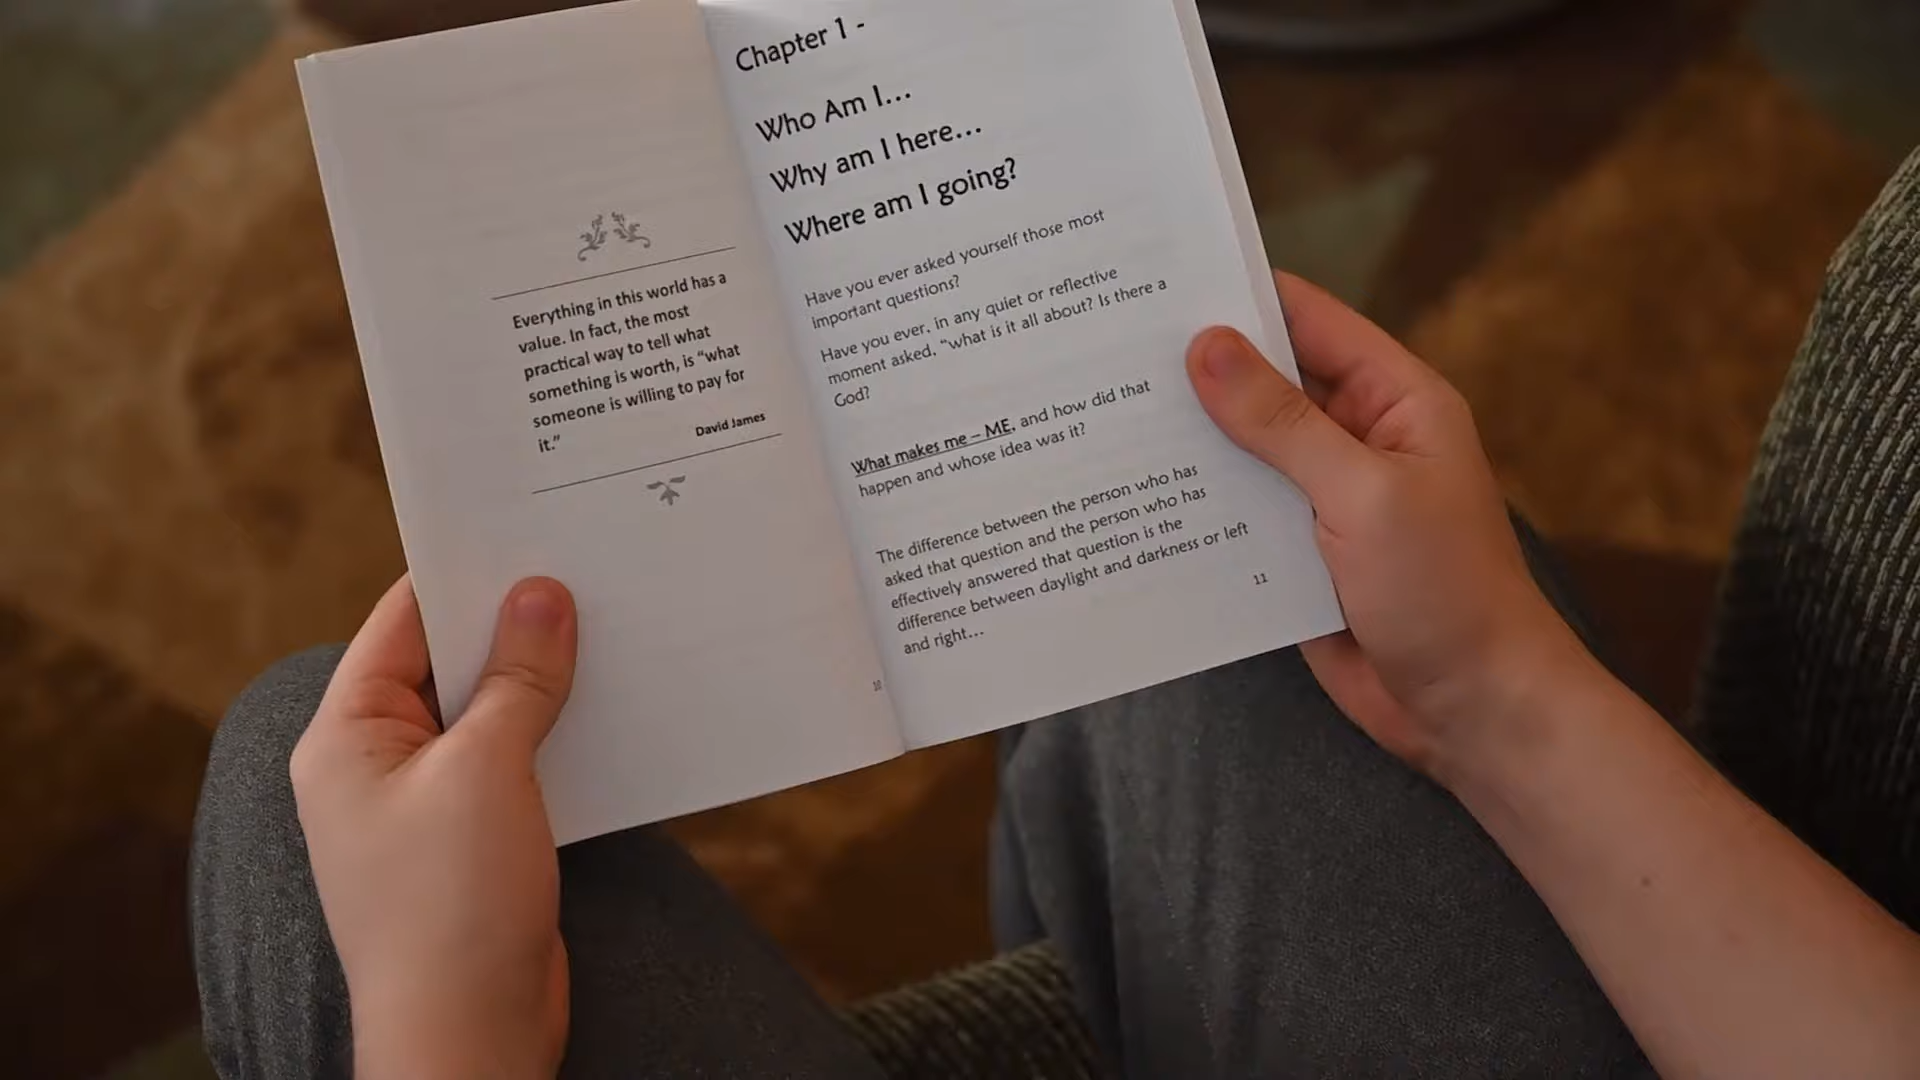 Everything in this world has a
value. In fact, the most
practical way to tell what
something is worth, is “what
someone is willing to pay for
it.”
David James
10
Chapter 1 -
Who Am I...
Why am I here...
Where am I going?
Have you ever asked yourself those most
important questions?
Have you ever, in any quiet or reflective
moment asked, “what is it all about? Is there a
God?
What makes me – ME, and how did that
happen and whose idea was it?
The difference between the person who has
asked that question and the person who has
effectively answered that question is the
difference between daylight and darkness or left
and right...
11